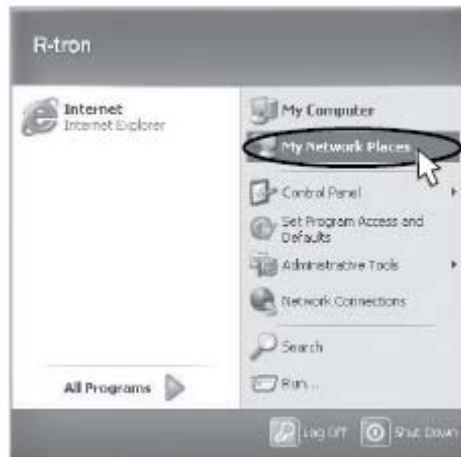 R-tron
Internet
Internet Explorer
All Programs
My Computer
My Network Places
Control Panel
Set Program Access and
Defaults
Administrative Tools
Network Connections
Search
Run...
Log Off
Shut Down